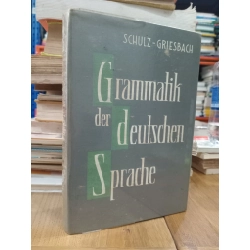 SCHULZ-GRIESBACH
Grammatik
der
deutschen
Sprache